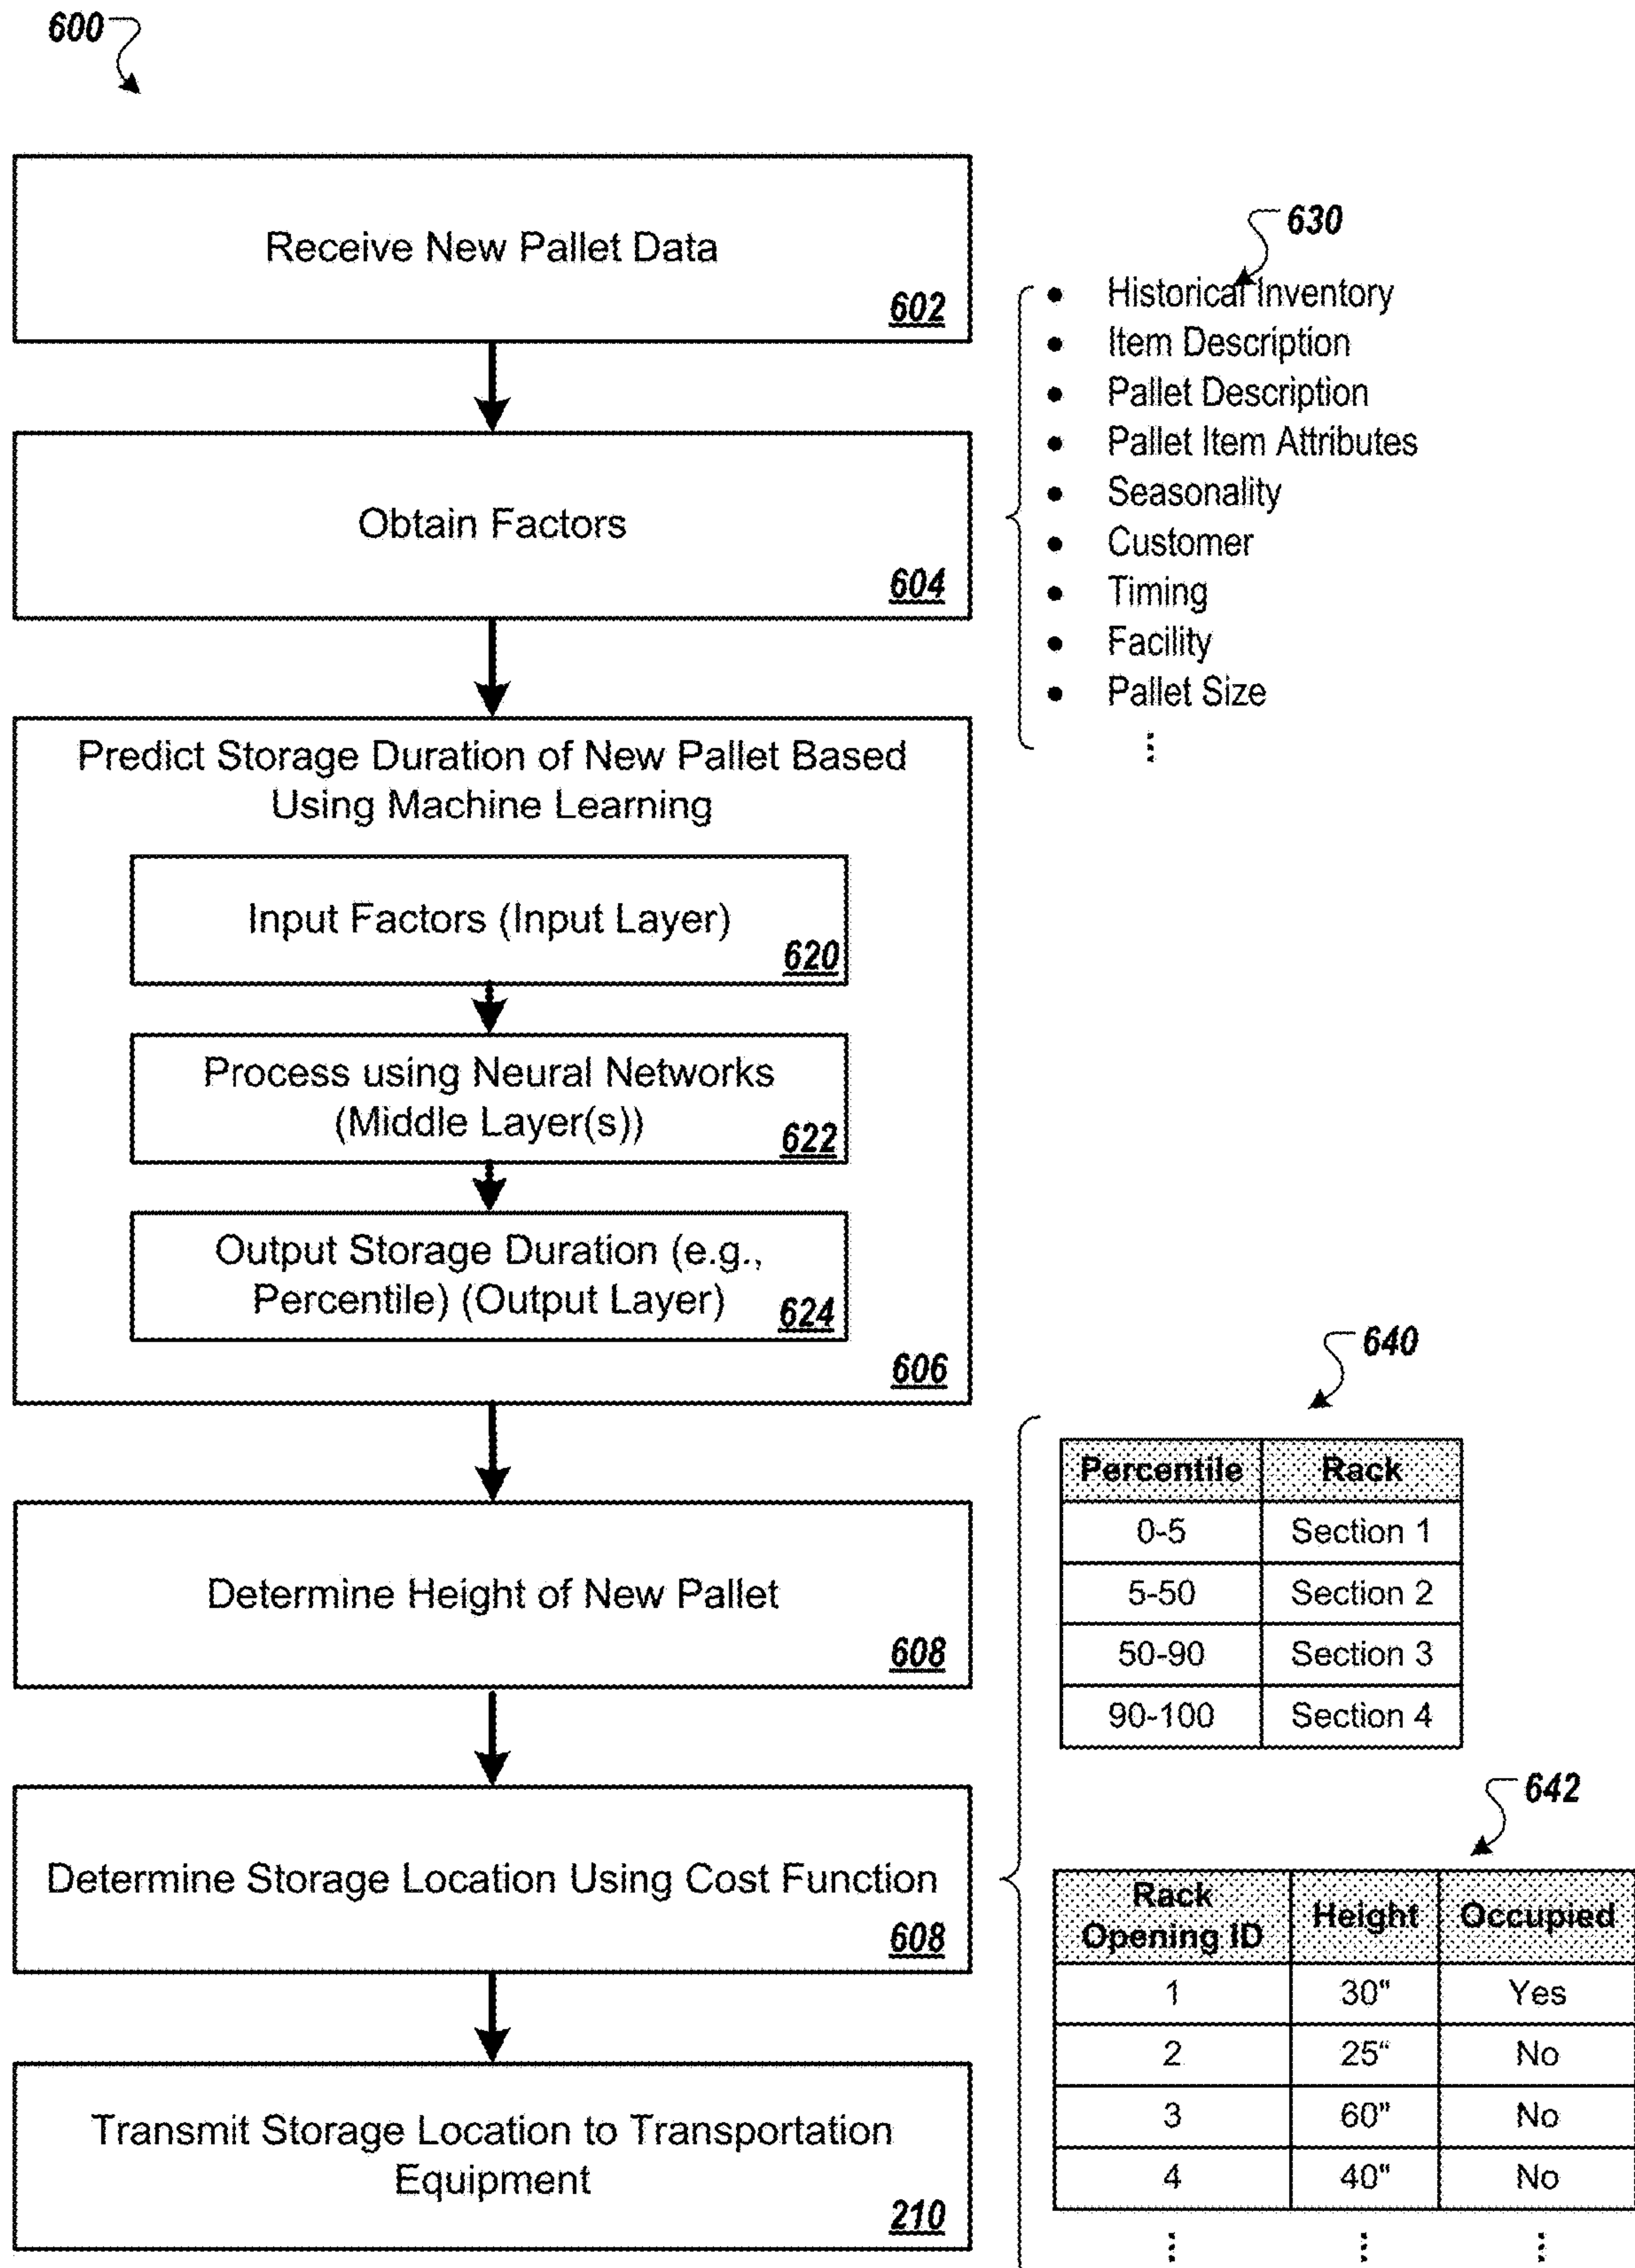 600
Receive New Pallet Data
602
630
• Historical Inventory
• Item Description
• Pallet Description
• Pallet Item Attributes
• Seasonality
• Customer
• Timing
• Facility
• Pallet Size
⋮
Obtain Factors
604
Predict Storage Duration of New Pallet Based
Using Machine Learning
Input Factors (Input Layer)
620
Process using Neural Networks
(Middle Layer(s))
622
Output Storage Duration (e.g.,
Percentile) (Output Layer)
624
606
Determine Height of New Pallet
608
640
Percentile Rack
0-5 Section 1
5-50 Section 2
50-90 Section 3
90-100 Section 4
Determine Storage Location Using Cost Function
608
642
Rack
Opening ID Height Occupied
1 30" Yes
2 25“ No
3 60" No
4 40" No
⋮ ⋮ ⋮
Transmit Storage Location to Transportation
Equipment
210